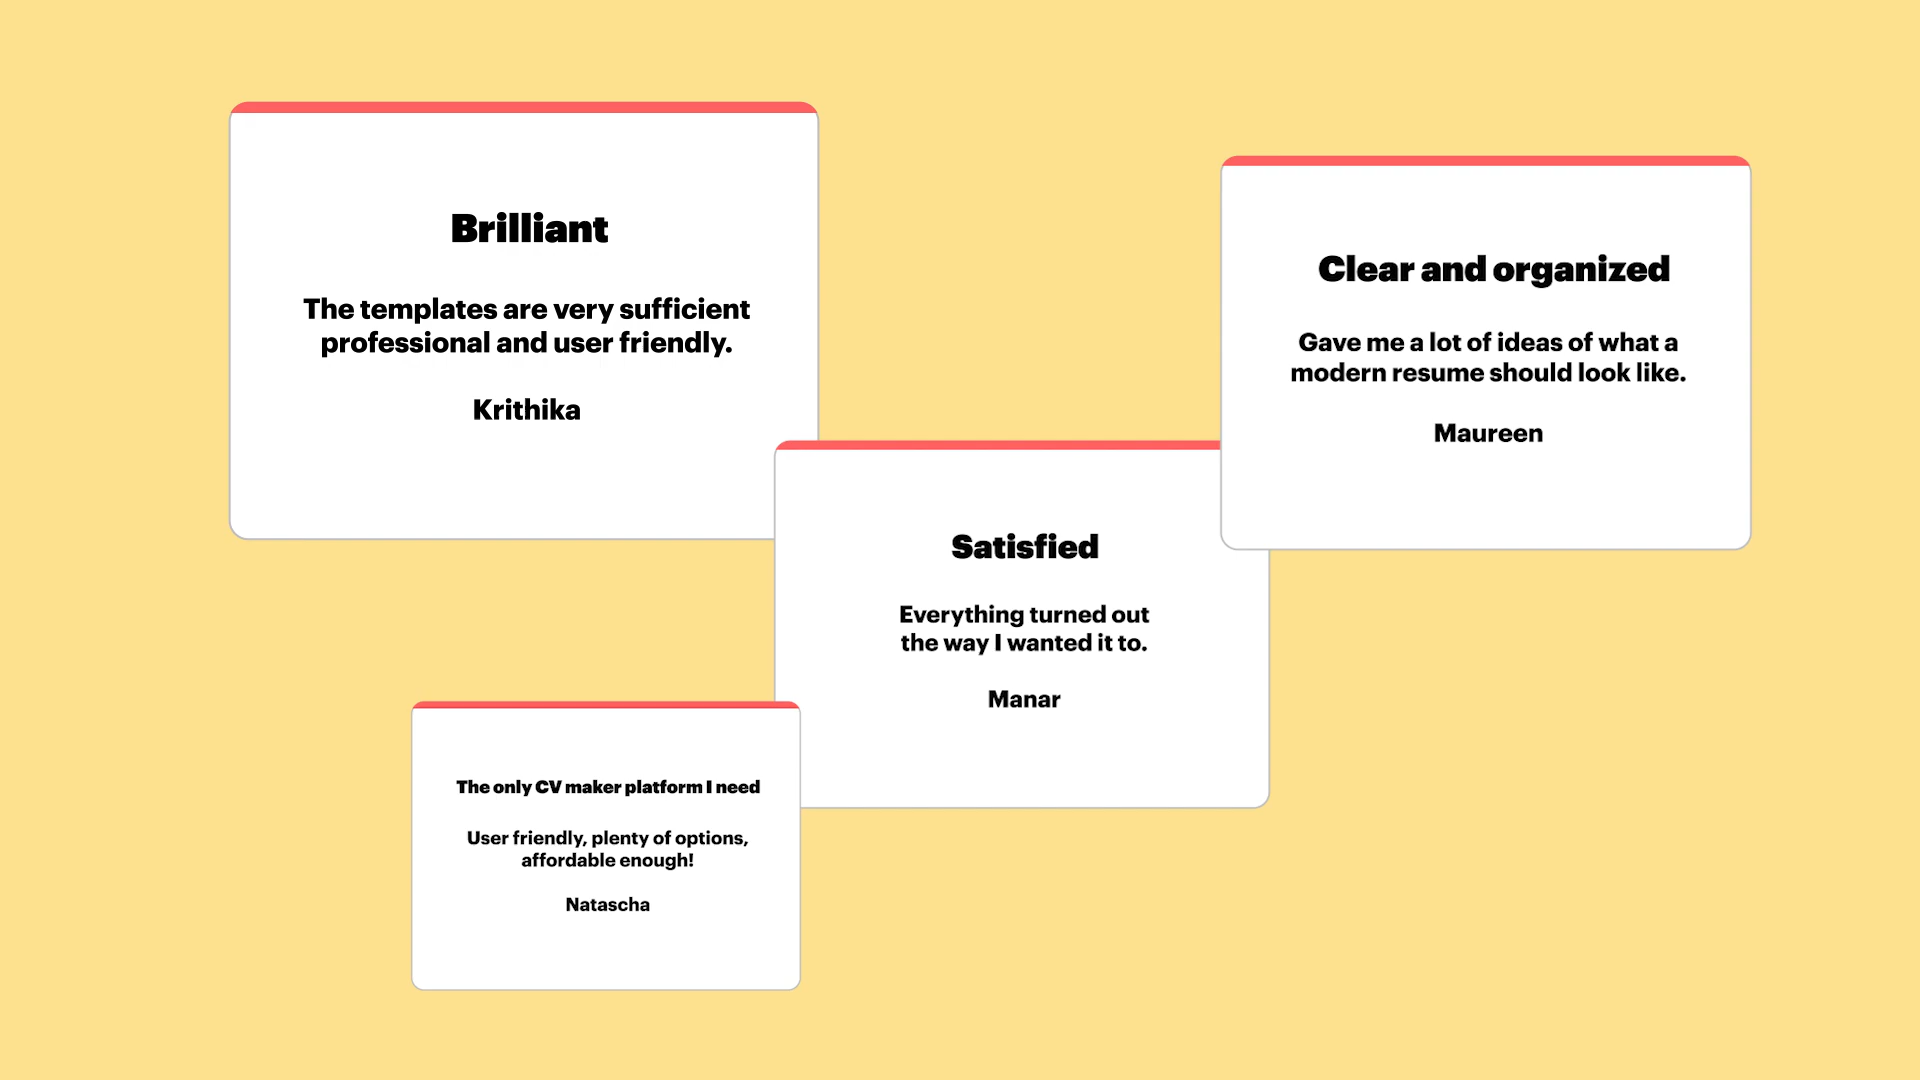 Brilliant
The templates are very sufficient
professional and user friendly.
Krithika
Clear and organized
Gave me a lot of ideas of what a
modern resume should look like.
Maureen
Satisfied
Everything turned out
the way I wanted it to.
Manar
The only CV maker platform I need
User friendly, plenty of options,
affordable enough!
Natascha